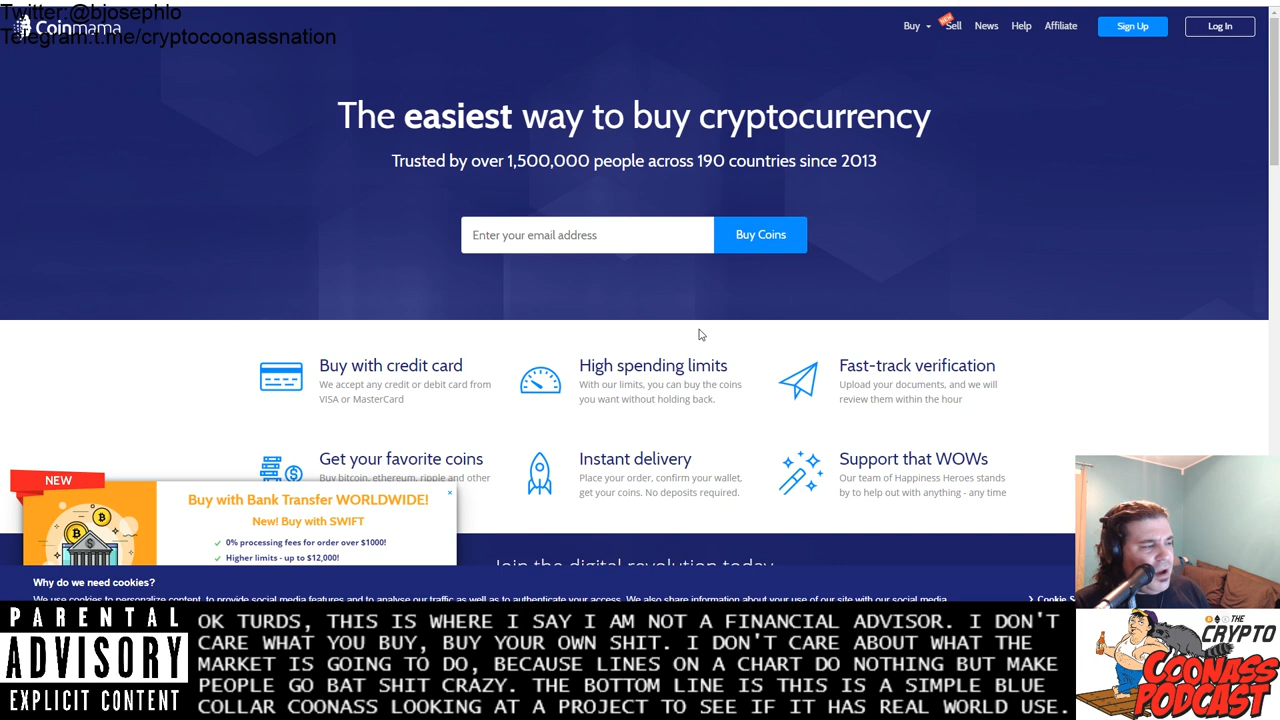 Twitter:@bjosephlo
Coinmama
Telegram:t.me/cryptocoonassnation
Buy
NEW
Sell
News
Help
Affiliate
Sign Up
Log In
The easiest way to buy cryptocurrency
Trusted by over 1,500,000 people across 190 countries since 2013
Enter your email address
Buy Coins
Buy with credit card
We accept any credit or debit card from
VISA or MasterCard
High spending limits
With our limits, you can buy the coins
you want without holding back.
Fast-track verification
Upload your documents, and we will
review them within the hour
Get your favorite coins
Buy bitcoin, ethereum, ripple and other
Instant delivery
Place your order, confirm your wallet,
get your coins. No deposits required.
Support that WOWs
Our team of Happiness Heroes stands
by to help out with anything - any time
NEW
Buy with Bank Transfer WORLDWIDE!
New! Buy with SWIFT
0% processing fees for order over $1000!
Higher limits - up to $12,000!
Join the digital revolution today
Why do we need cookies?
We use cookies to personalize content, to provide social media features and to analyse our traffic as well as to authenticate your access. We also share information about your use of our site with our social media
Cookie
PARENTAL
ADVISORY
EXPLICIT CONTENT
OK TURDS, THIS IS WHERE I SAY I AM NOT A FINANCIAL ADVISOR. I DON'T
CARE WHAT YOU BUY, BUY YOUR OWN SHIT. I DON'T CARE ABOUT WHAT THE
MARKET IS GOING TO DO, BECAUSE LINES ON A CHART DO NOTHING BUT MAKE
PEOPLE GO BAT SHIT CRAZY. THE BOTTOM LINE IS THIS IS A SIMPLE BLUE
COLLAR COONASS LOOKING AT A PROJECT TO SEE IF IT HAS REAL WORLD USE.
THE
CRYPTO
COONASS
PODCAST